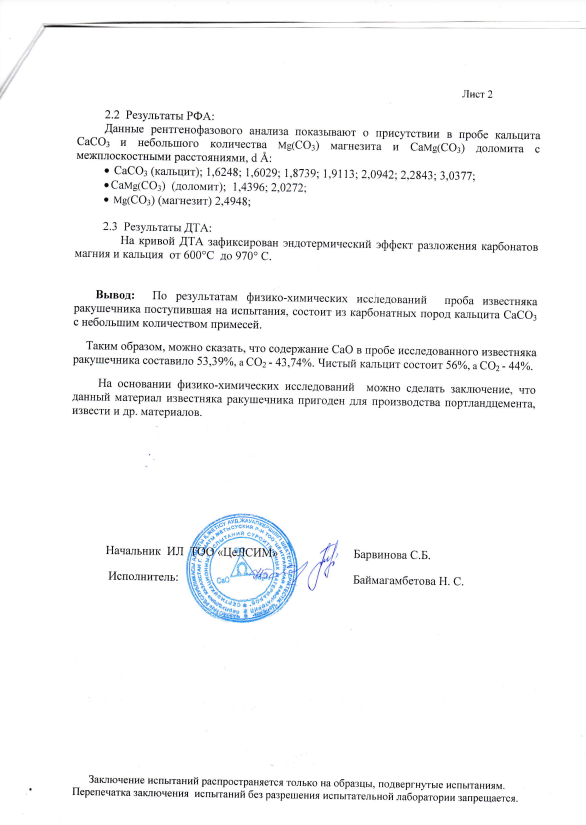 Лист 2
2.2 Результаты РФА:
Данные рентгенофазового анализа показывают о присутствии в пробе кальцита
CaCO3 и небольшого количества Mg(CO3) магнезита и CaMg(CO3) доломита с
межплоскостными расстояниями, d Å:
• CaCO3 (кальцит); 1,6248; 1,6029; 1,8739; 1,9113; 2,0942; 2,2843; 3,0377;
• CaMg(CO3) (доломит); 1,4396; 2,0272;
• Mg(CO3) (магнезит) 2,4948;
2.3 Результаты ДТА:
На кривой ДТА зафиксирован эндотермический эффект разложения карбонатов
магния и кальция от 600°С до 970° С.
Вывод: По результатам физико-химических исследований проба известняка
ракушечника поступившая на испытания, состоит из карбонатных пород кальцита CaCO3
с небольшим количеством примесей.
Таким образом, можно сказать, что содержание CaO в пробе исследованного известняка
ракушечника составило 53,39%, а CO2 - 43,74%. Чистый кальцит состоит 56%, а CO2 - 44%.
На основании физико-химических исследований можно сделать заключение, что
данный материал известняка ракушечника пригоден для производства портландцемента,
извести и др. материалов.
Начальник ИЛ ТОО «ЦеЛСИМ» Барвинова С.Б.
Исполнитель: Баймагамбетова Н. С.
Заключение испытаний распространяется только на образцы, подвергнутые испытаниям.
Перепечатка заключения испытаний без разрешения испытательной лаборатории запрещается.